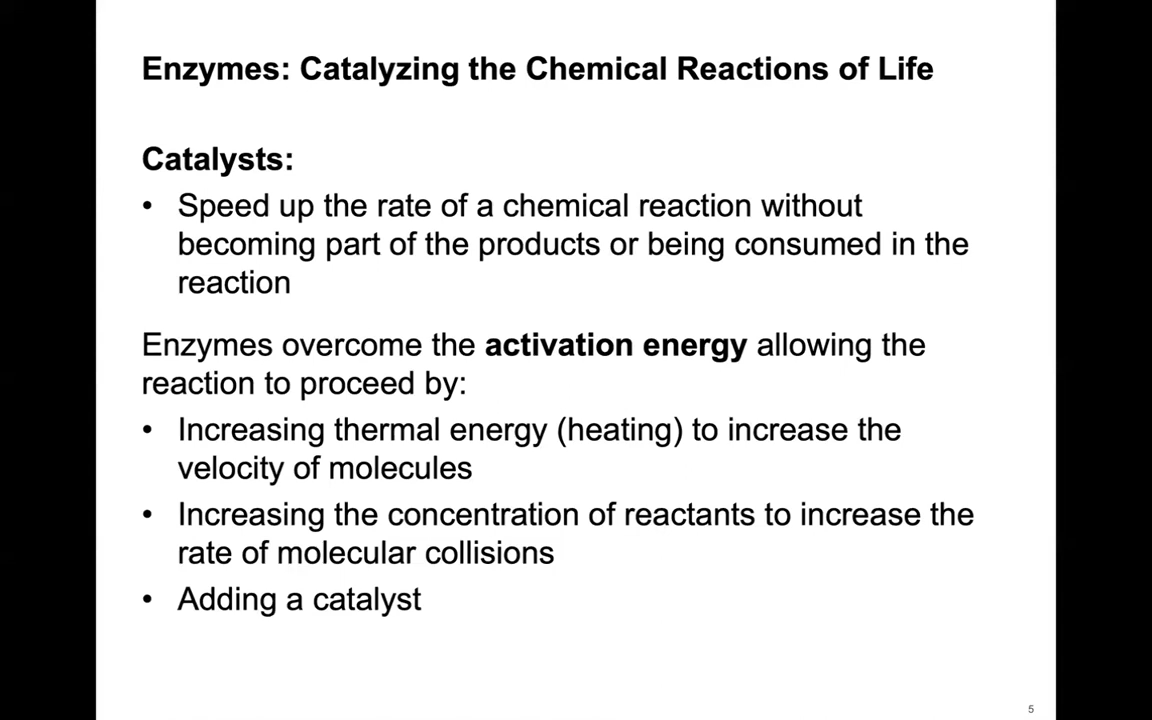 Enzymes: Catalyzing the Chemical Reactions of Life
Catalysts:
• Speed up the rate of a chemical reaction without
becoming part of the products or being consumed in the
reaction
Enzymes overcome the activation energy allowing the
reaction to proceed by:
• Increasing thermal energy (heating) to increase the
velocity of molecules
• Increasing the concentration of reactants to increase the
rate of molecular collisions
• Adding a catalyst
5